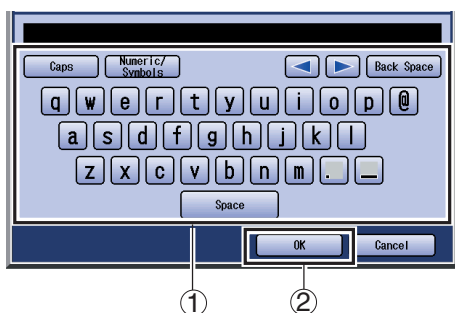 Caps Numeric/ Back Space
Symbols
q w e r t y u i o p @
a s d f g h j k l
z x c v b n m . _
Space
OK Cancel
① ②